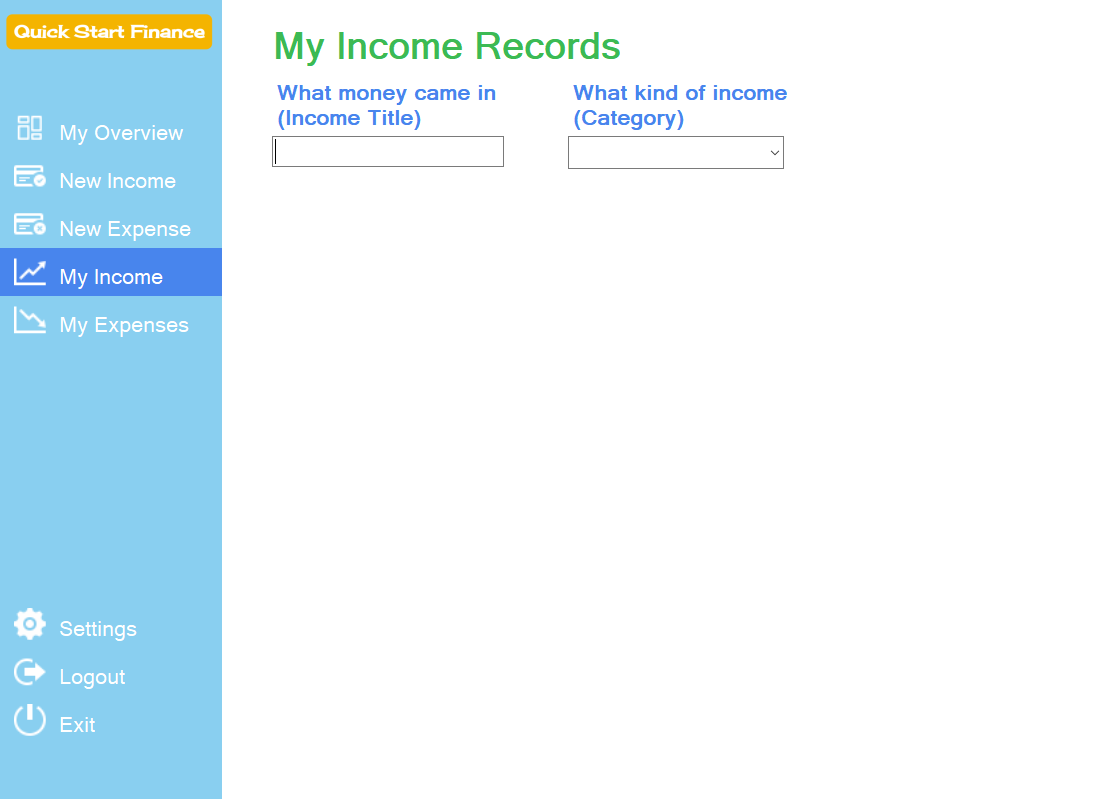 Quick Start Finance
My Overview
New Income
New Expense
My Income
My Expenses
Settings
Logout
Exit
My Income Records
What money came in
(Income Title)
What kind of income
(Category)